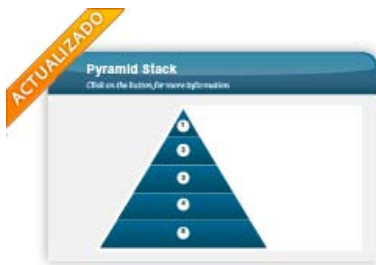 ACTUALIZADO
Pyramid Stack
Click on the button for more information
1
2
3
4
5